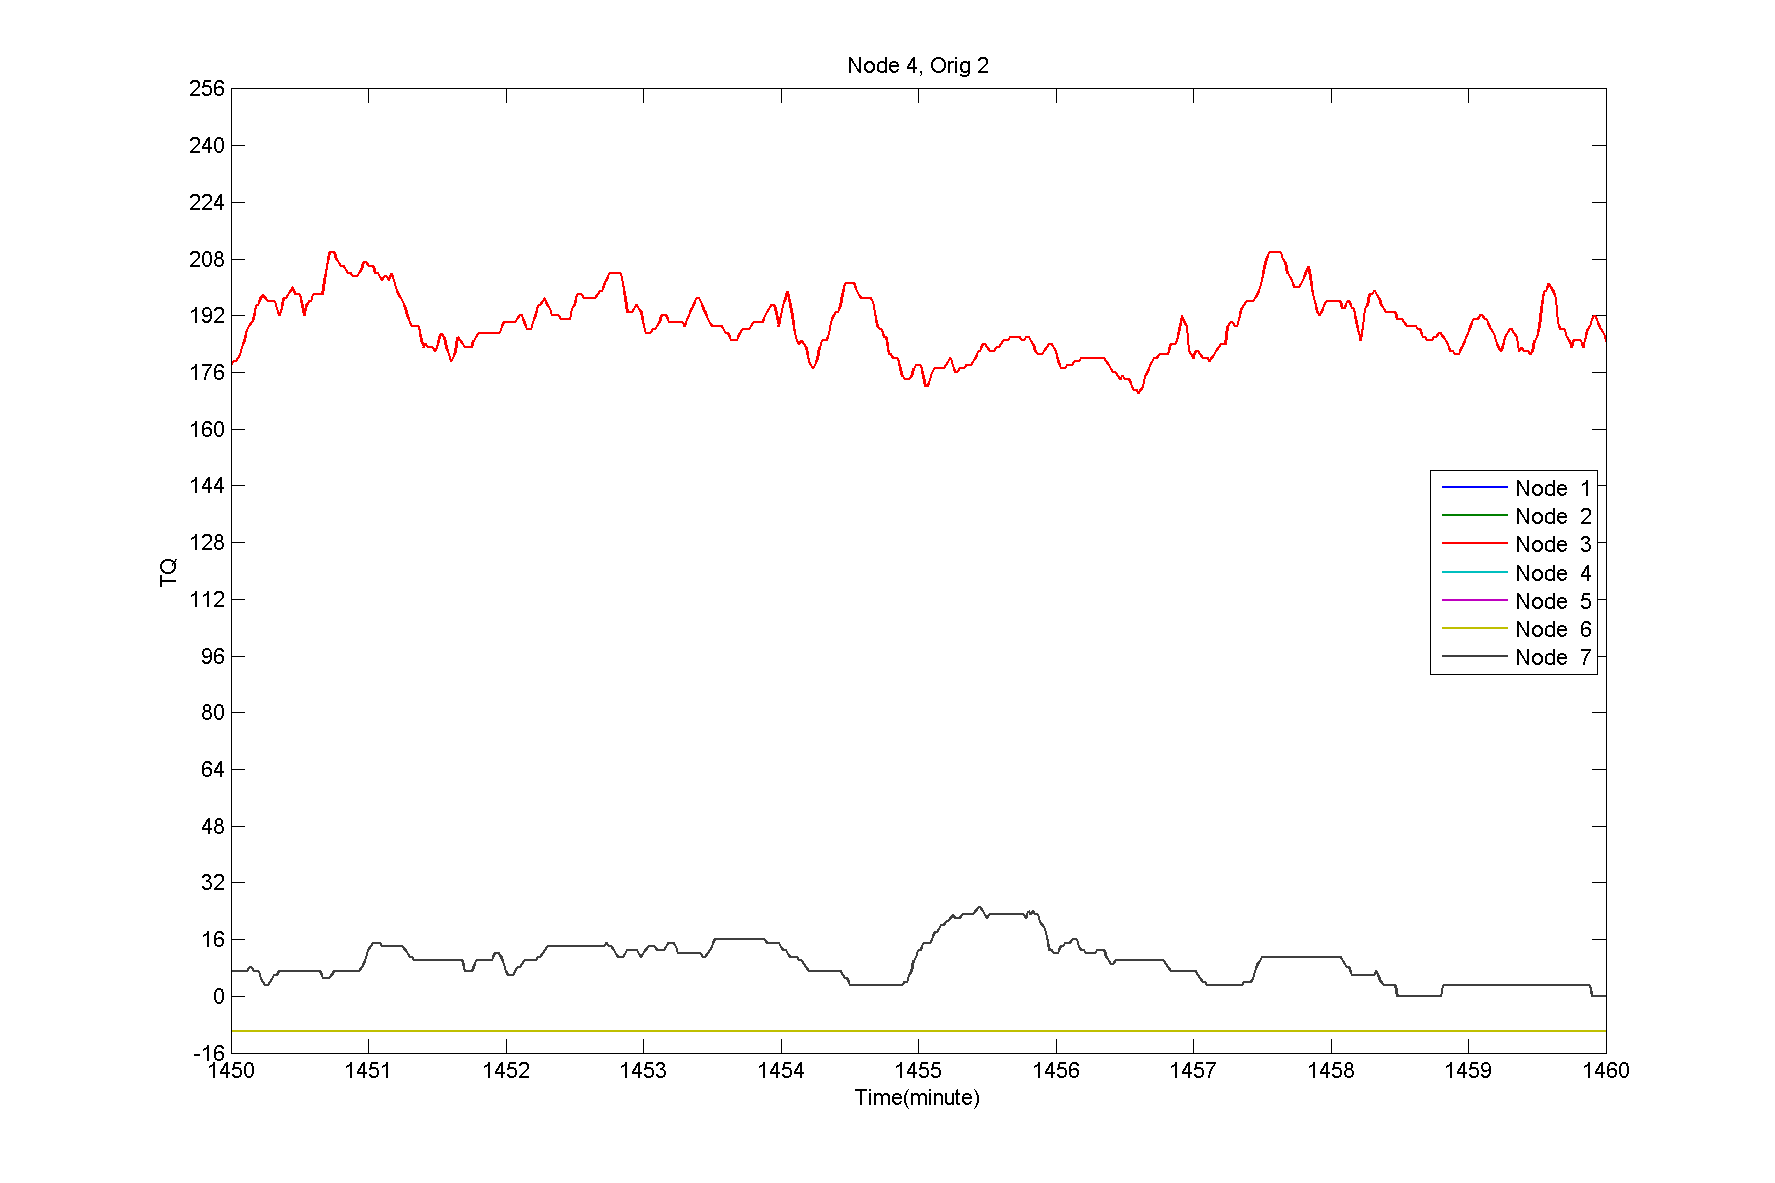 Node 4, Orig 2
256
240
224
208
192
176
160
144
128
112
96
80
64
48
32
16
0
-16
TQ
Node 1
Node 2
Node 3
Node 4
Node 5
Node 6
Node 7
1450 1451 1452 1453 1454 1455 1456 1457 1458 1459 1460
Time(minute)